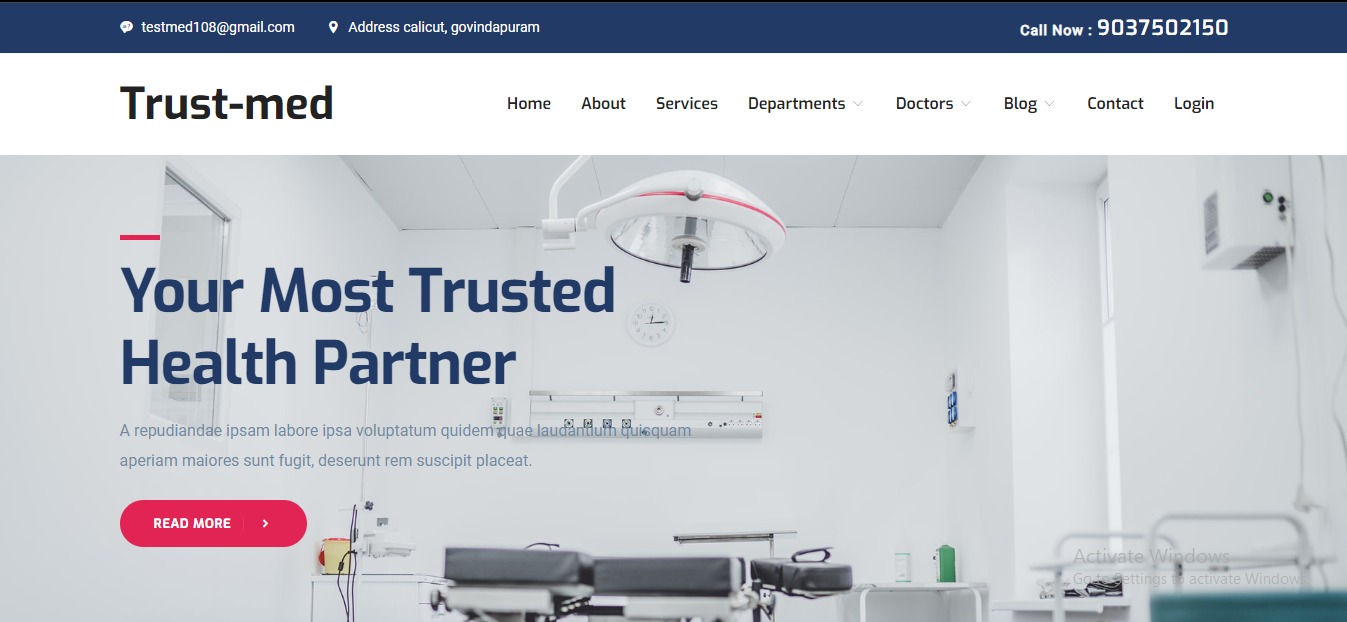 testmed108@gmail.com
Address calicut, govindapuram
Call Now : 9037502150
Trust-med
Home About Services Departments Doctors Blog Contact Login
Your Most Trusted
Health Partner
A repudiandae ipsam labore ipsa voluptatum quidem quae laudantium quisquam
aperiam maiores sunt fugit, deserunt rem suscipit placeat.
READ MORE
Activate Windows
Go to Settings to activate Windows.